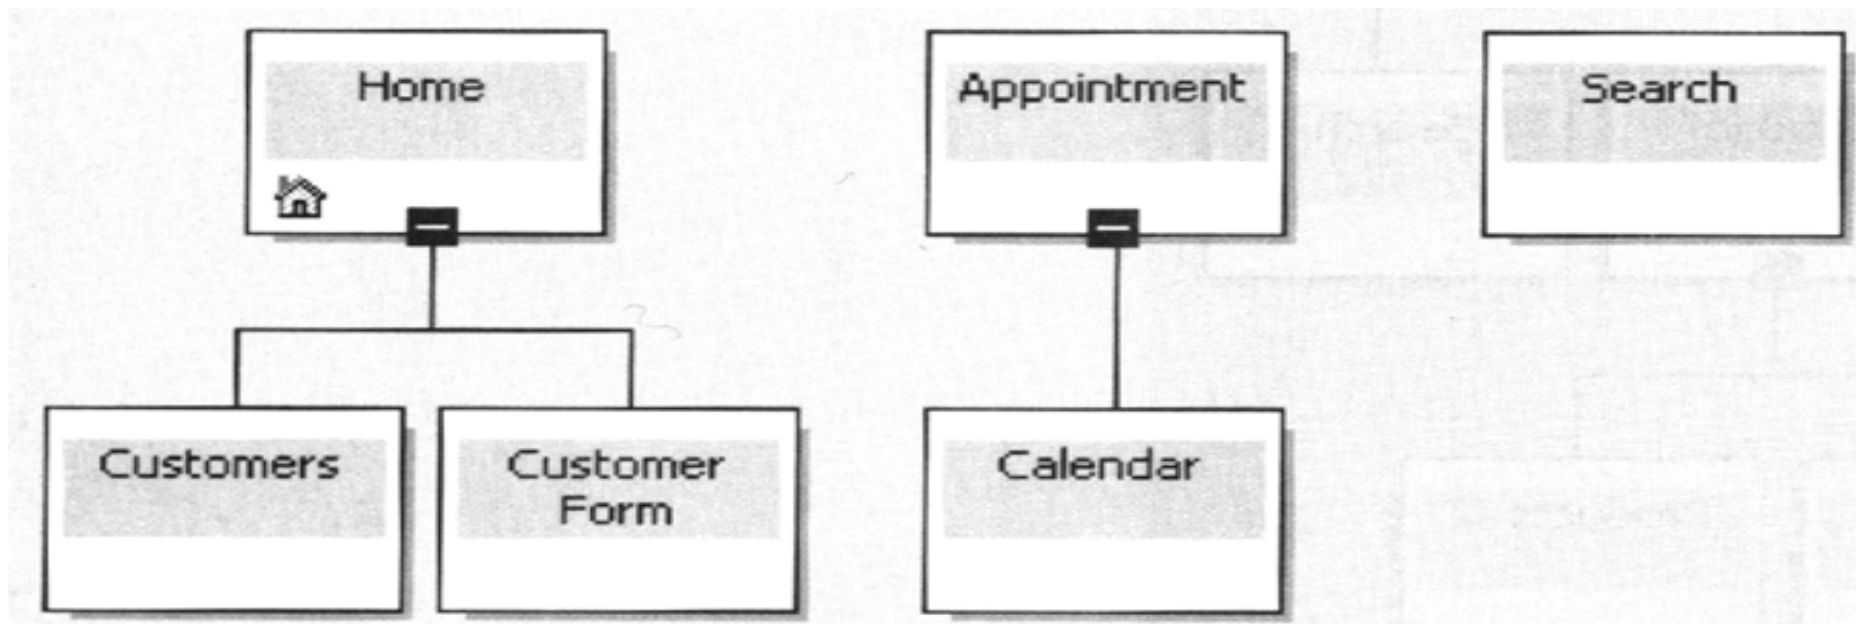 Home
Appointment
Search
Customers
Customer
Form
Calendar